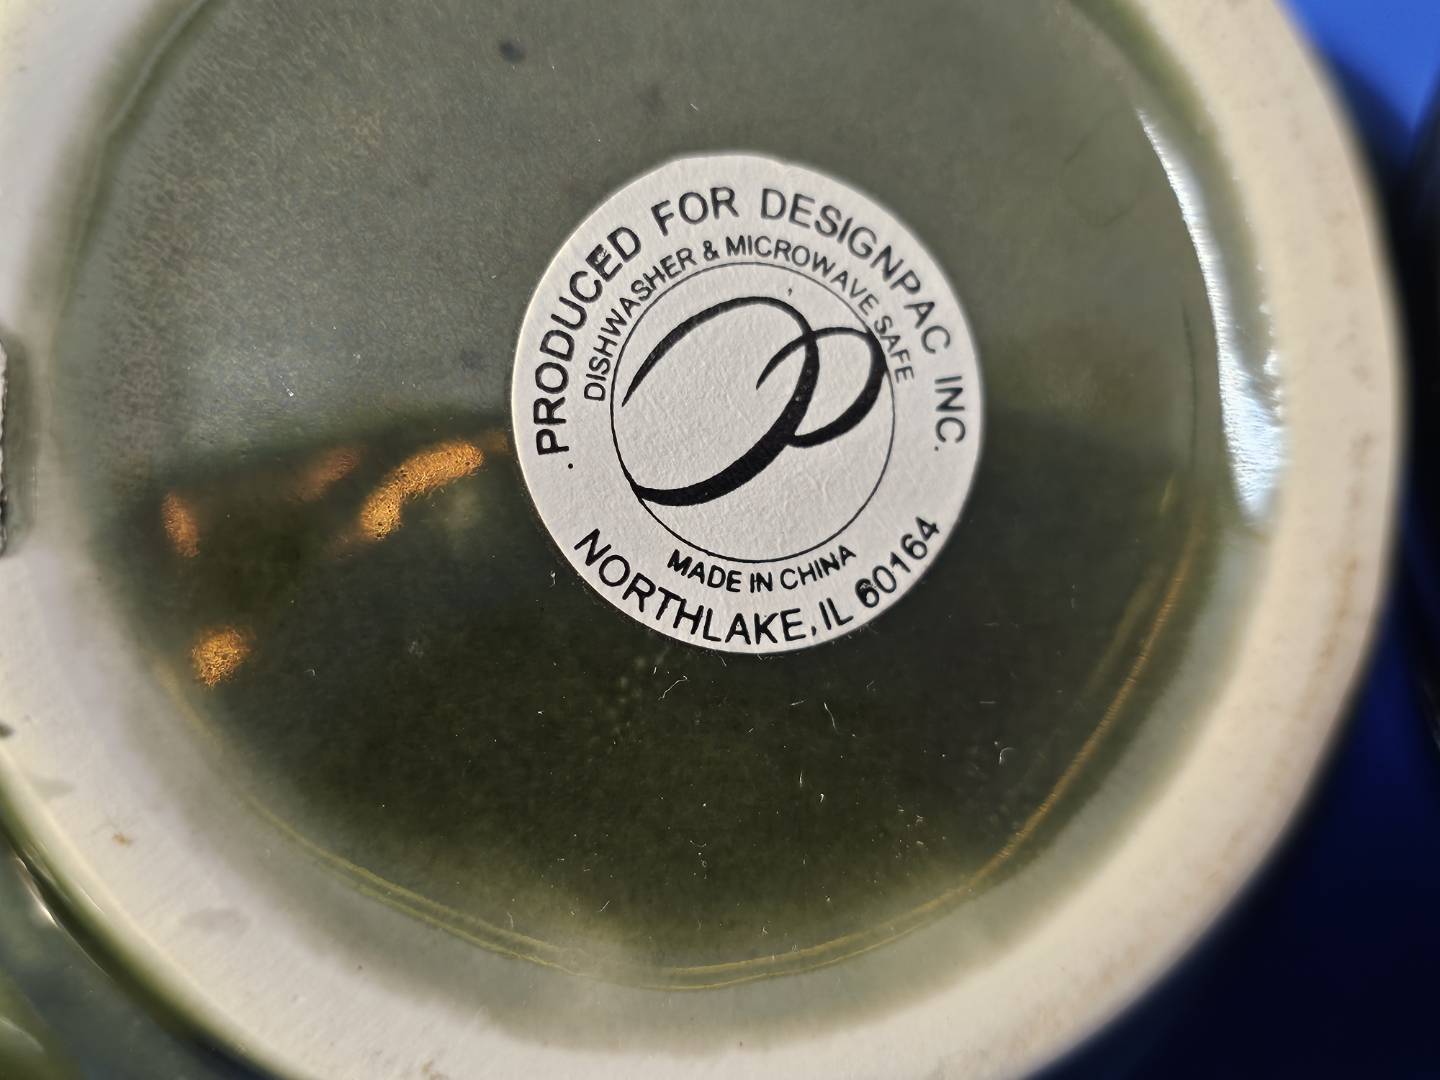 PRODUCED FOR DESIGNPAC INC.
DISHWASHER & MICROWAVE SAFE
MADE IN CHINA
NORTHLAKE, IL 60164